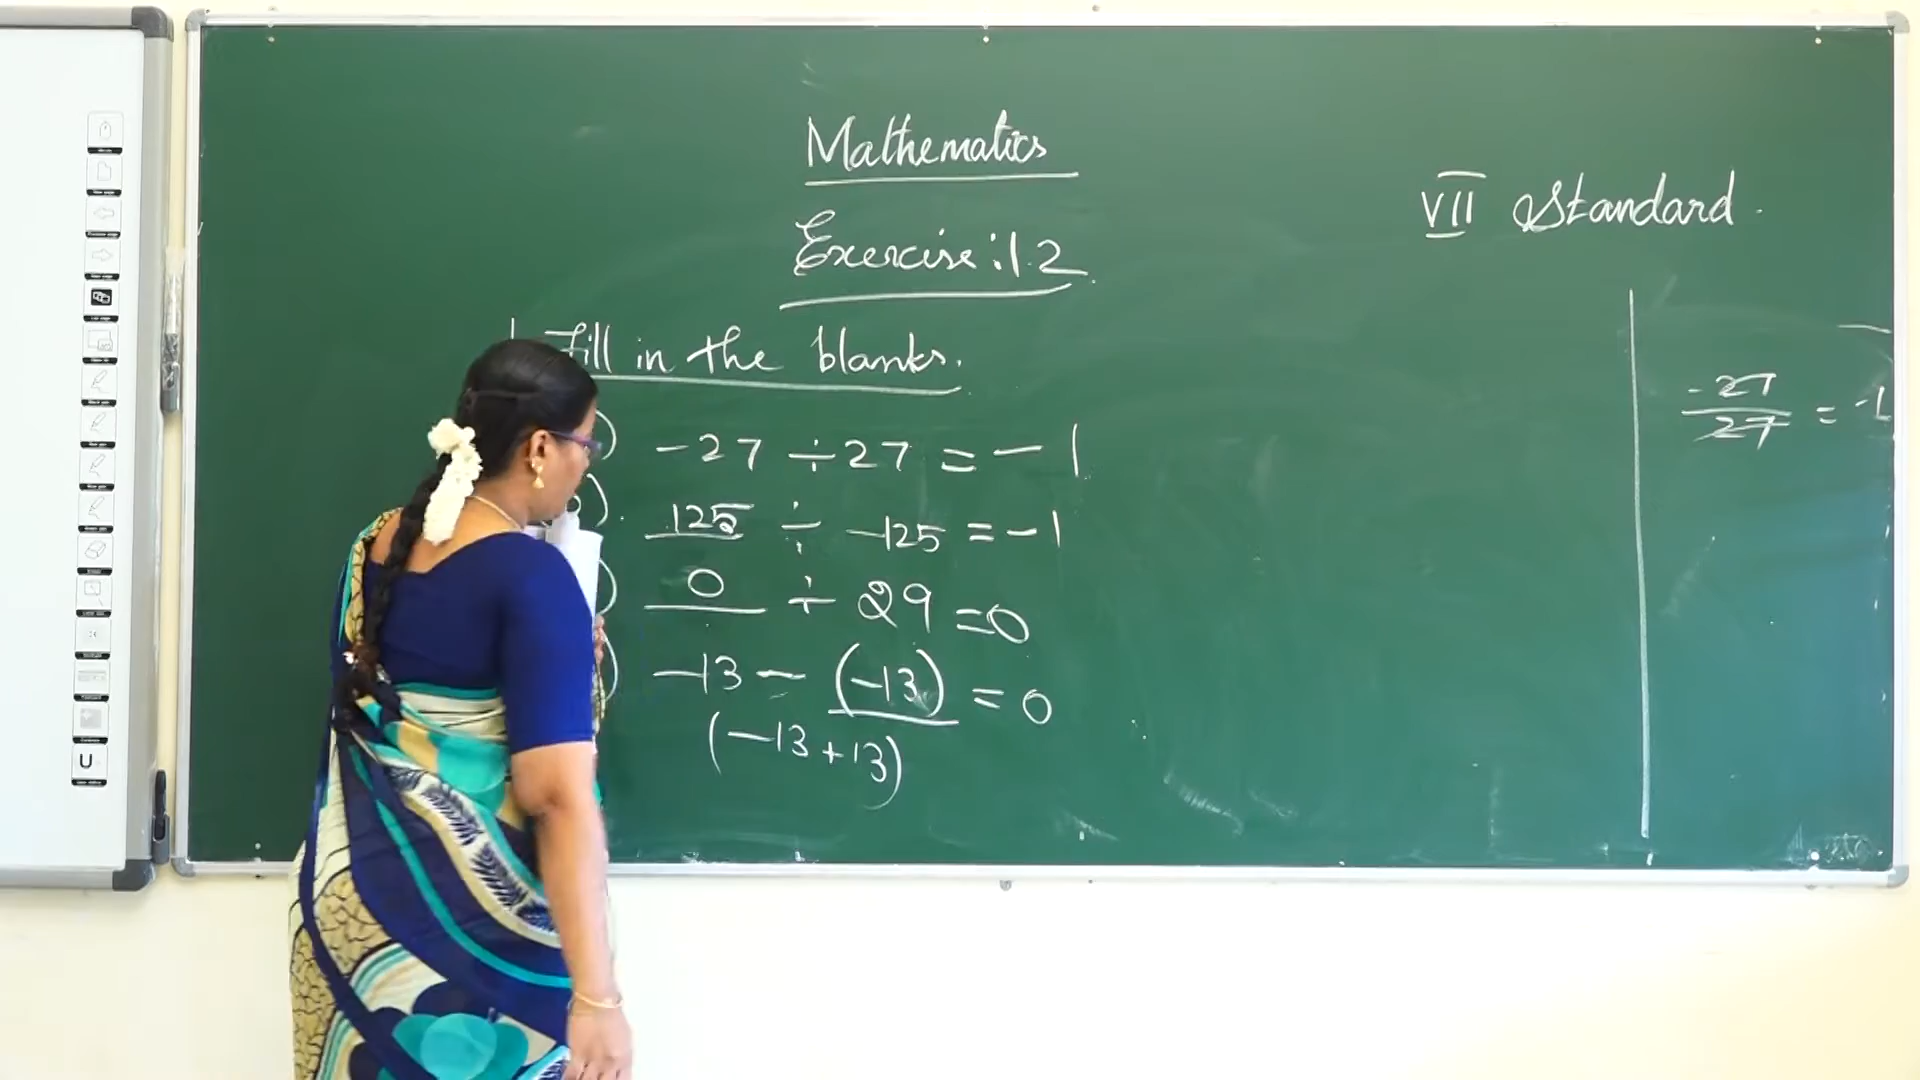 Mathematics
VII Standard.
Exercise : 1.2
1. Fill in the blanks.
) -27 ÷ 27 = -1
). 125 ÷ -125 = -1
) 0 ÷ 29 = 0
) -13 - (-13) = 0
(-13 + 13)
-27
27 = -1
U